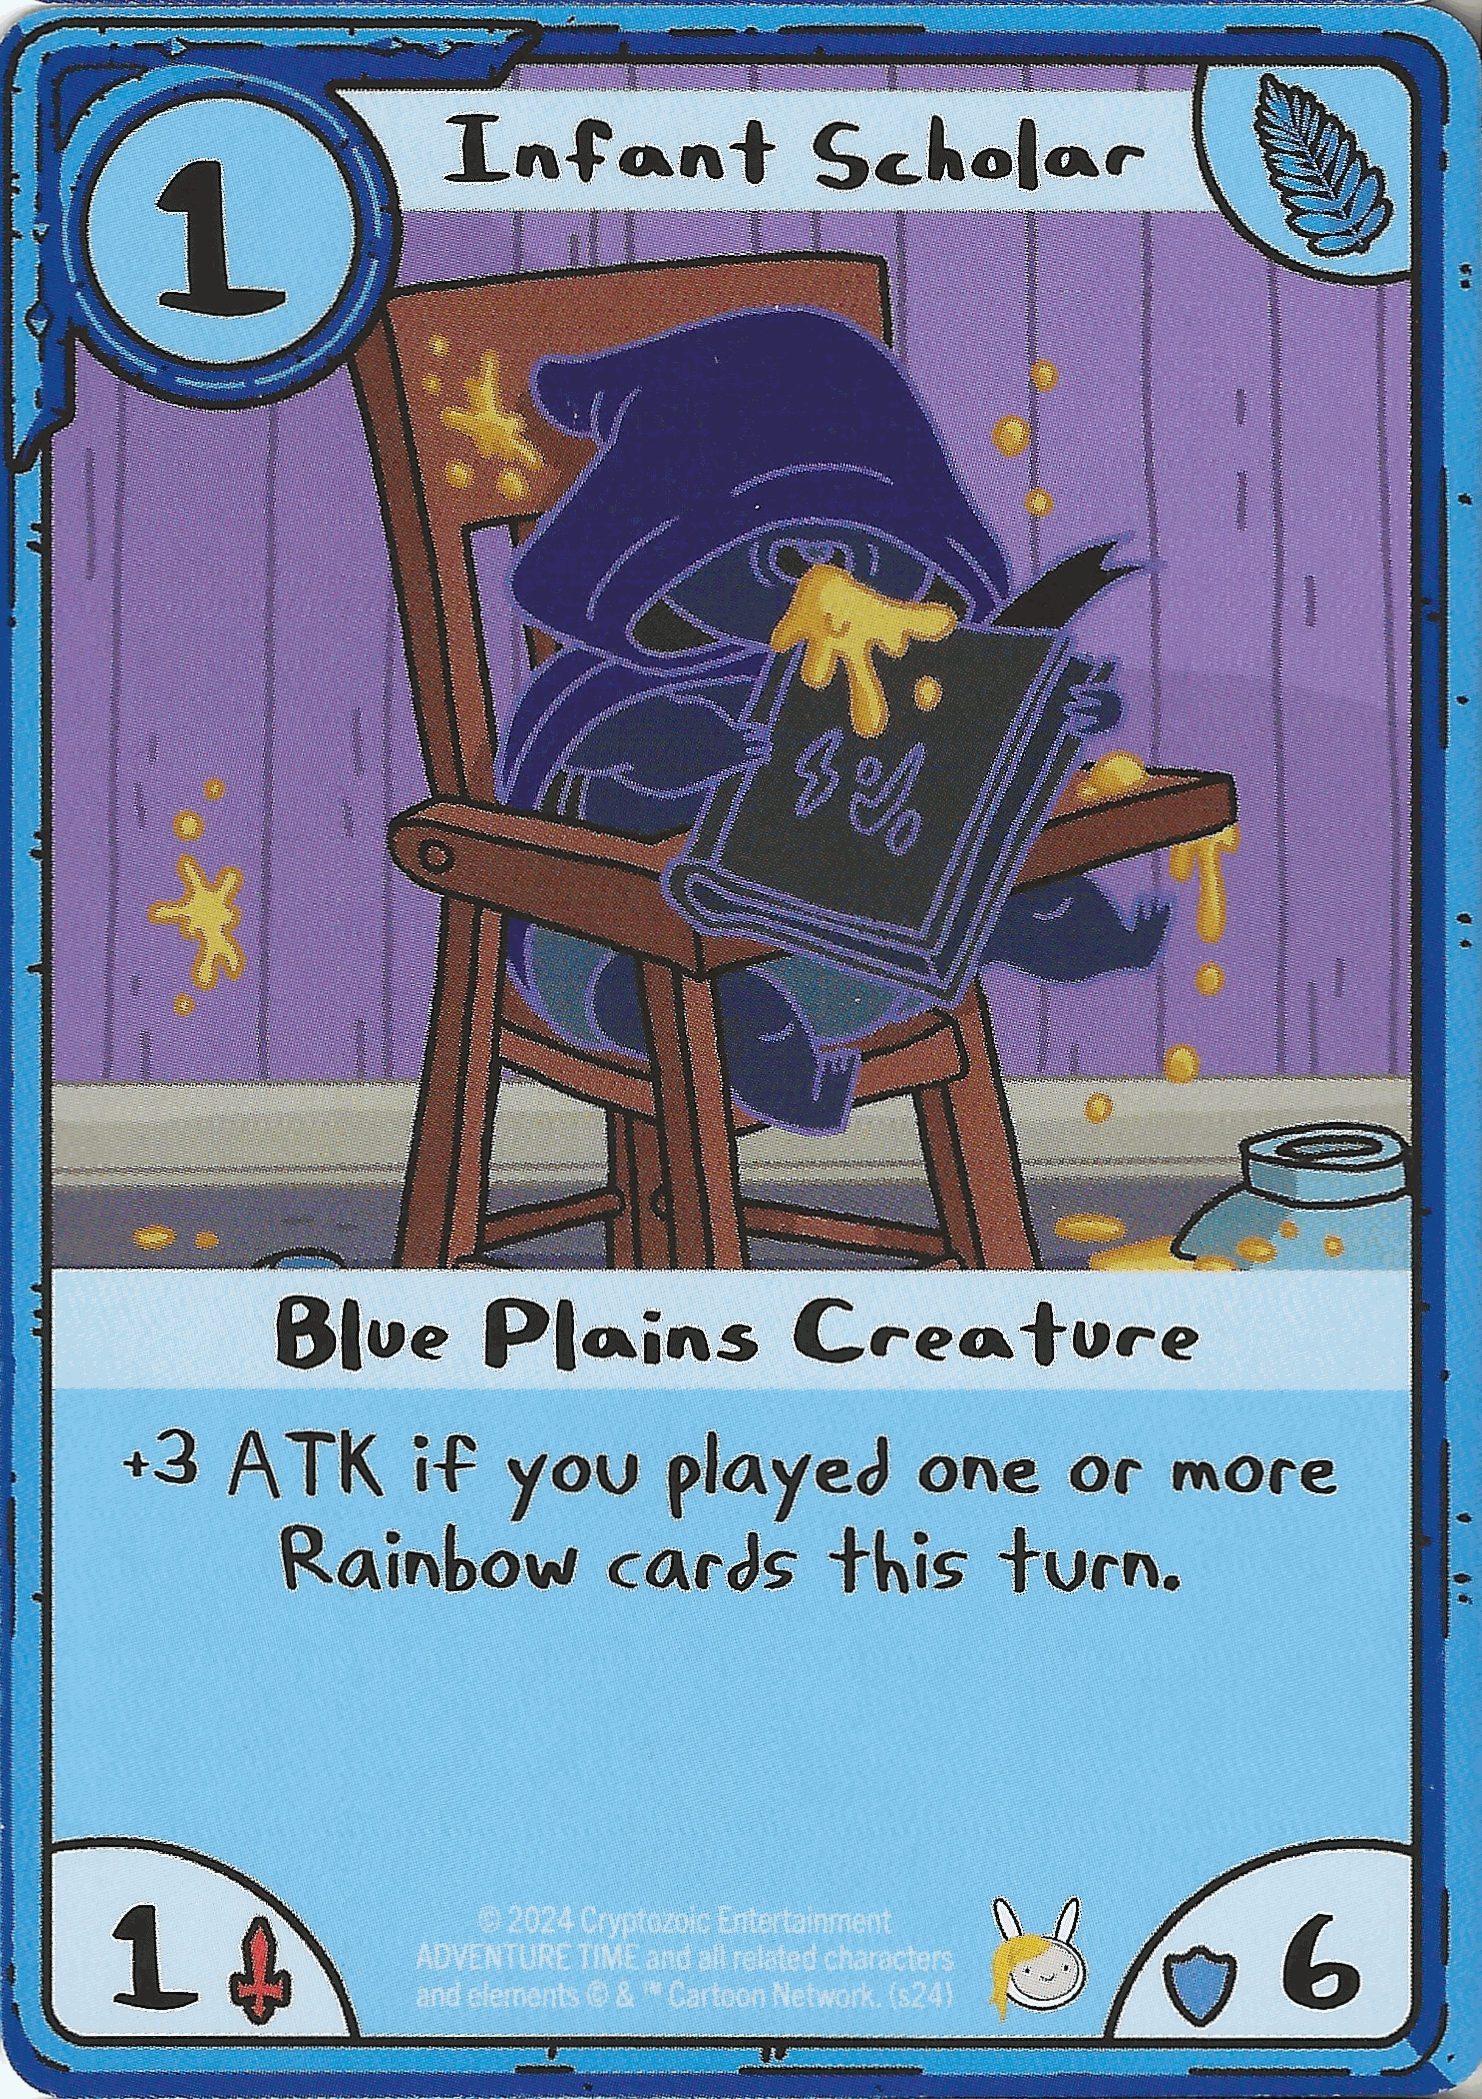 1
Infant Scholar
Blue Plains Creature
+3 ATK if you played one or more
Rainbow cards this turn.
1
© 2024 Cryptozoic Entertainment
ADVENTURE TIME and all related characters
and elements © & ™ Cartoon Network. (s24)
6